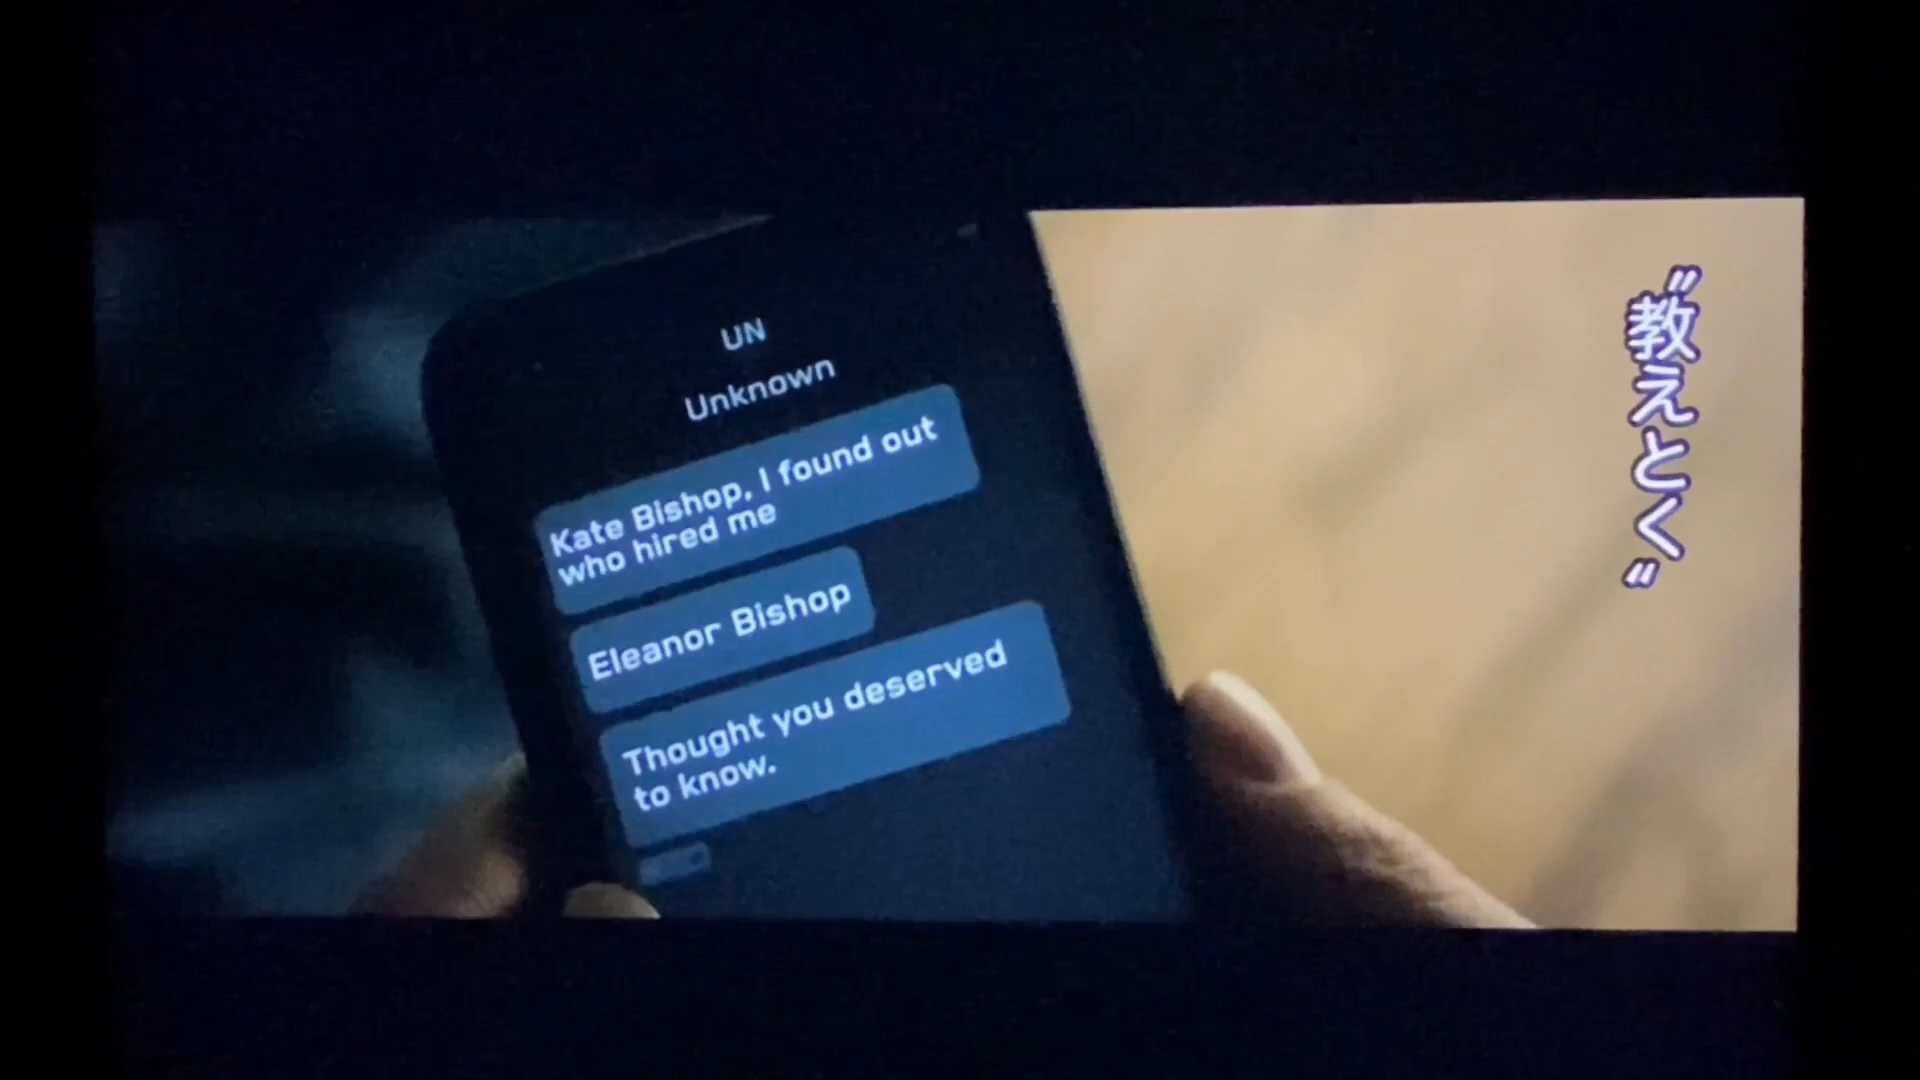 UN
Unknown
Kate Bishop, I found out
who hired me
Eleanor Bishop
Thought you deserved
to know.
〝教えとく〟